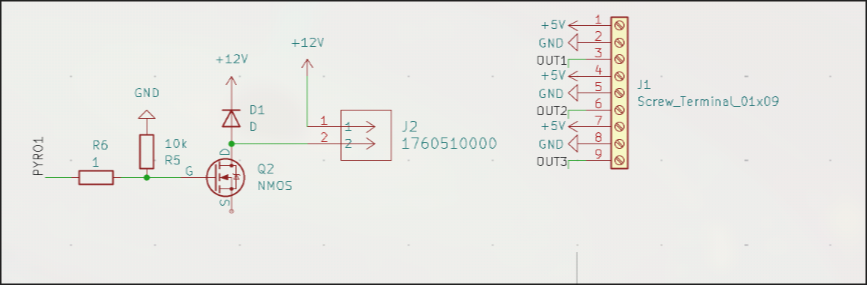 +12V
GND
PYRO1
R6
1
10k
R5
+12V
D1
D
D
G
S
Q2
NMOS
1
2
1
2
J2
1760510000
+5V
1
GND
2
OUT1
3
+5V
4
GND
5
OUT2
6
+5V
7
GND
8
OUT3
9
J1
Screw_Terminal_01x09